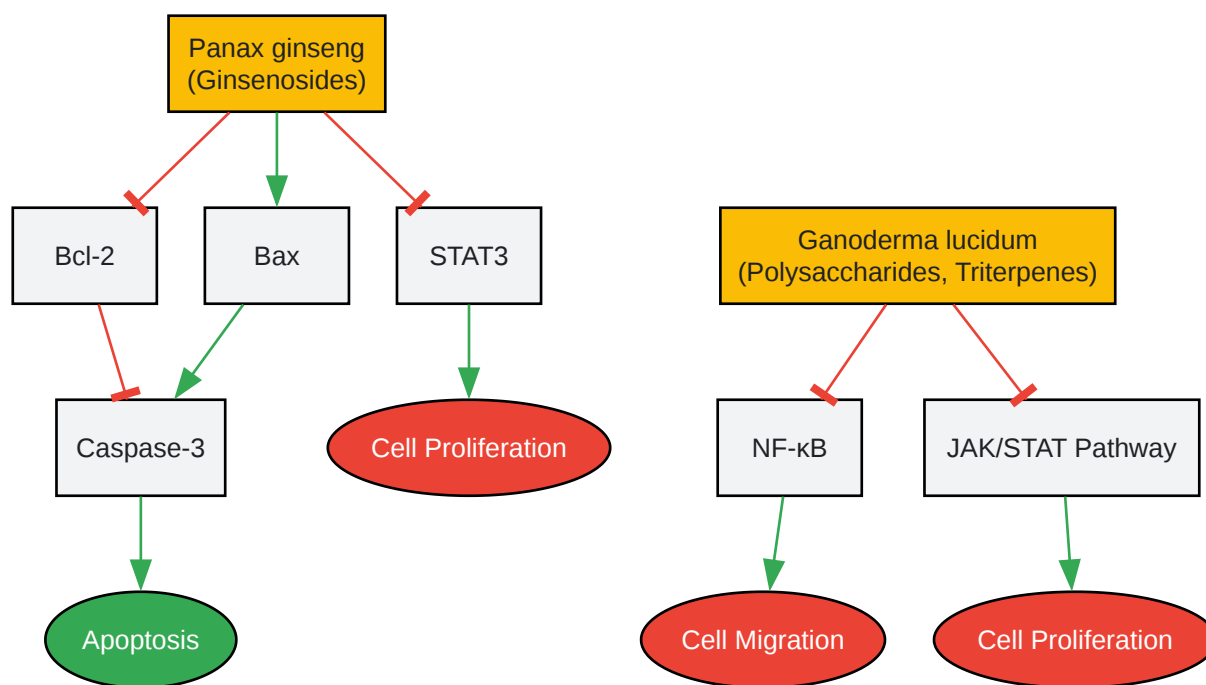 Panax ginseng
(Ginsenosides)
Bcl-2
Bax
STAT3
Ganoderma lucidum
(Polysaccharides, Triterpenes)
Caspase-3
Cell Proliferation
NF-κB
JAK/STAT Pathway
Apoptosis
Cell Migration
Cell Proliferation